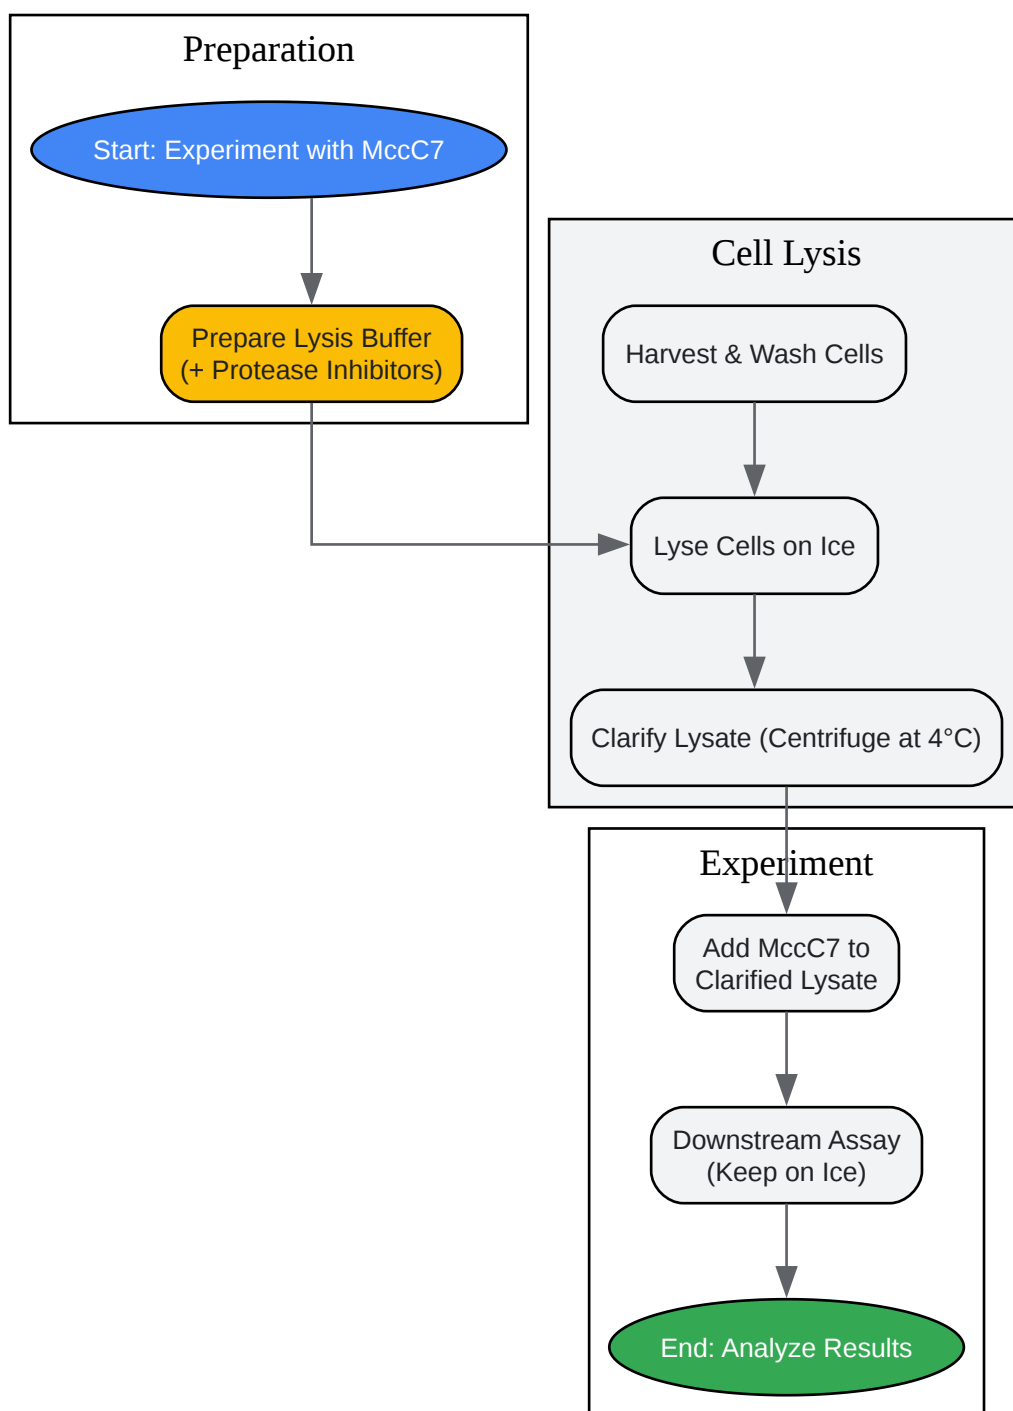 Preparation
Start: Experiment with MccC7
Prepare Lysis Buffer
(+ Protease Inhibitors)
Cell Lysis
Harvest & Wash Cells
Lyse Cells on Ice
Clarify Lysate (Centrifuge at 4°C)
Experiment
Add MccC7 to
Clarified Lysate
Downstream Assay
(Keep on Ice)
End: Analyze Results